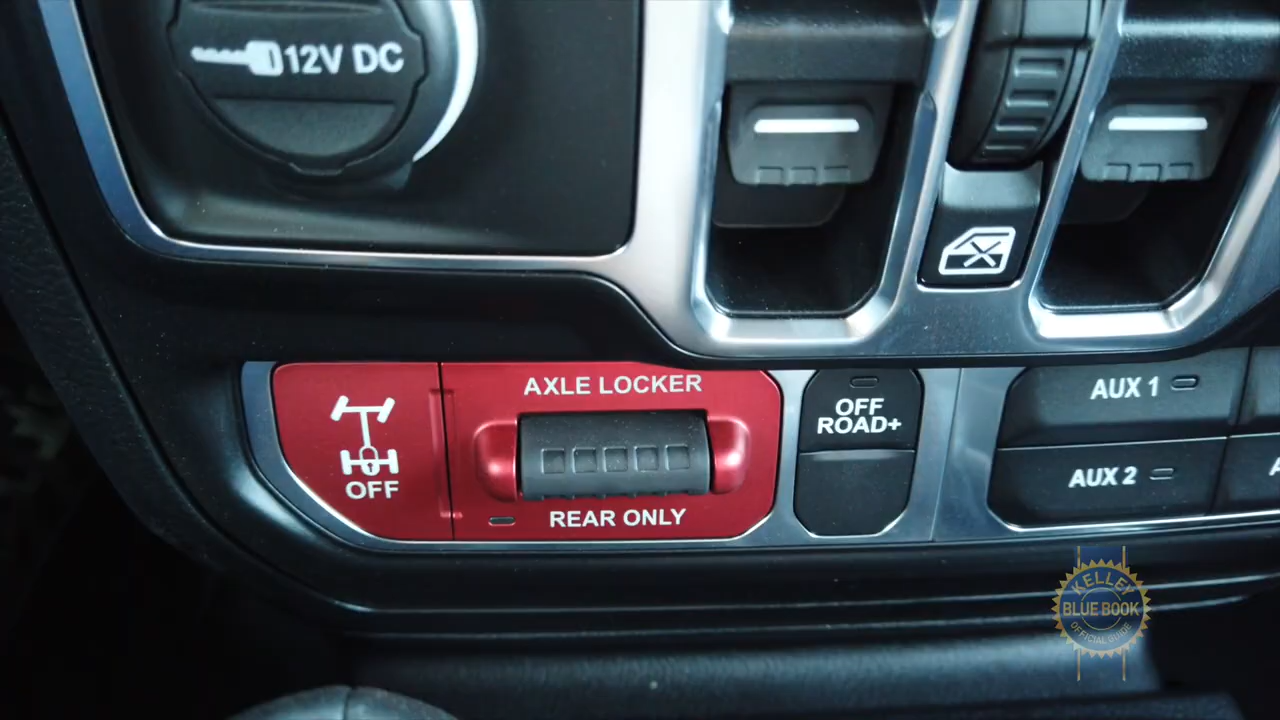 12V DC
AXLE LOCKER
OFF
REAR ONLY
OFF
ROAD+
AUX 1
AUX 2
KELLEY
BLUE BOOK
OFFICIAL GUIDE